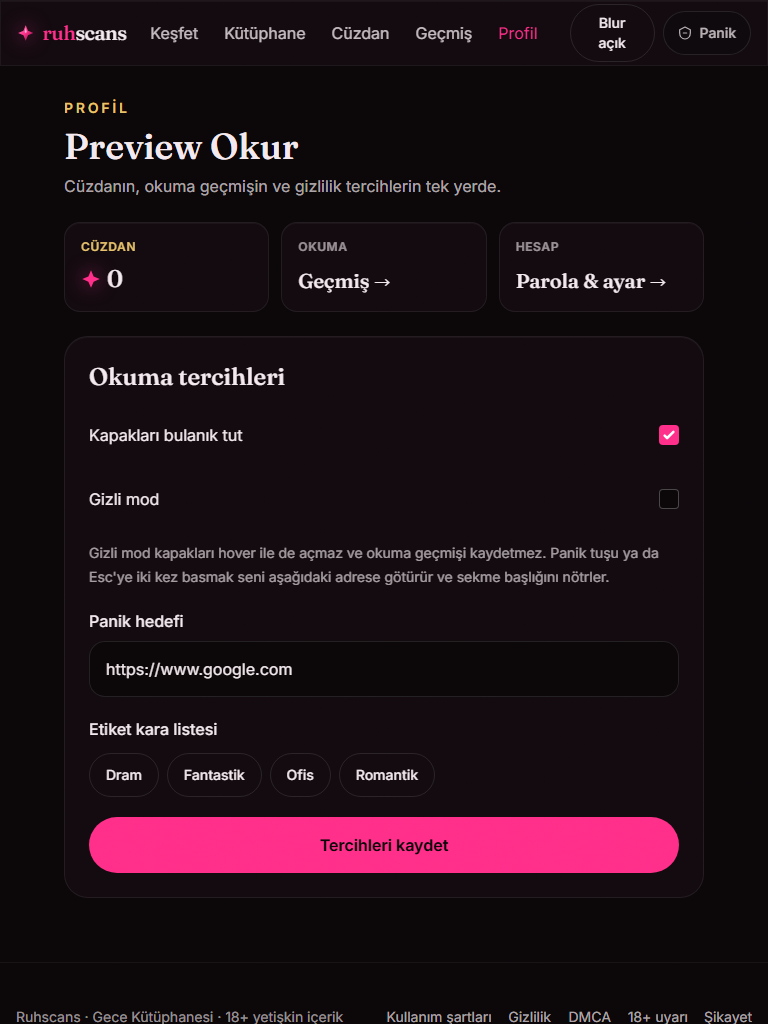 ruhscans Keşfet Kütüphane Cüzdan Geçmiş Profil Blur açık Panik
PROFİL
Preview Okur
Cüzdanın, okuma geçmişin ve gizlilik tercihlerin tek yerde.
CÜZDAN
0
OKUMA
Geçmiş →
HESAP
Parola & ayar →
Okuma tercihleri
Kapakları bulanık tut
Gizli mod
Gizli mod kapakları hover ile de açmaz ve okuma geçmişi kaydetmez. Panik tuşu ya da
Esc'ye iki kez basmak seni aşağıdaki adrese götürür ve sekme başlığını nötrler.
Panik hedefi
https://www.google.com
Etiket kara listesi
Dram Fantastik Ofis Romantik
Tercihleri kaydet
Ruhscans · Gece Kütüphanesi · 18+ yetişkin içerik Kullanım şartları Gizlilik DMCA 18+ uyarı Şikayet